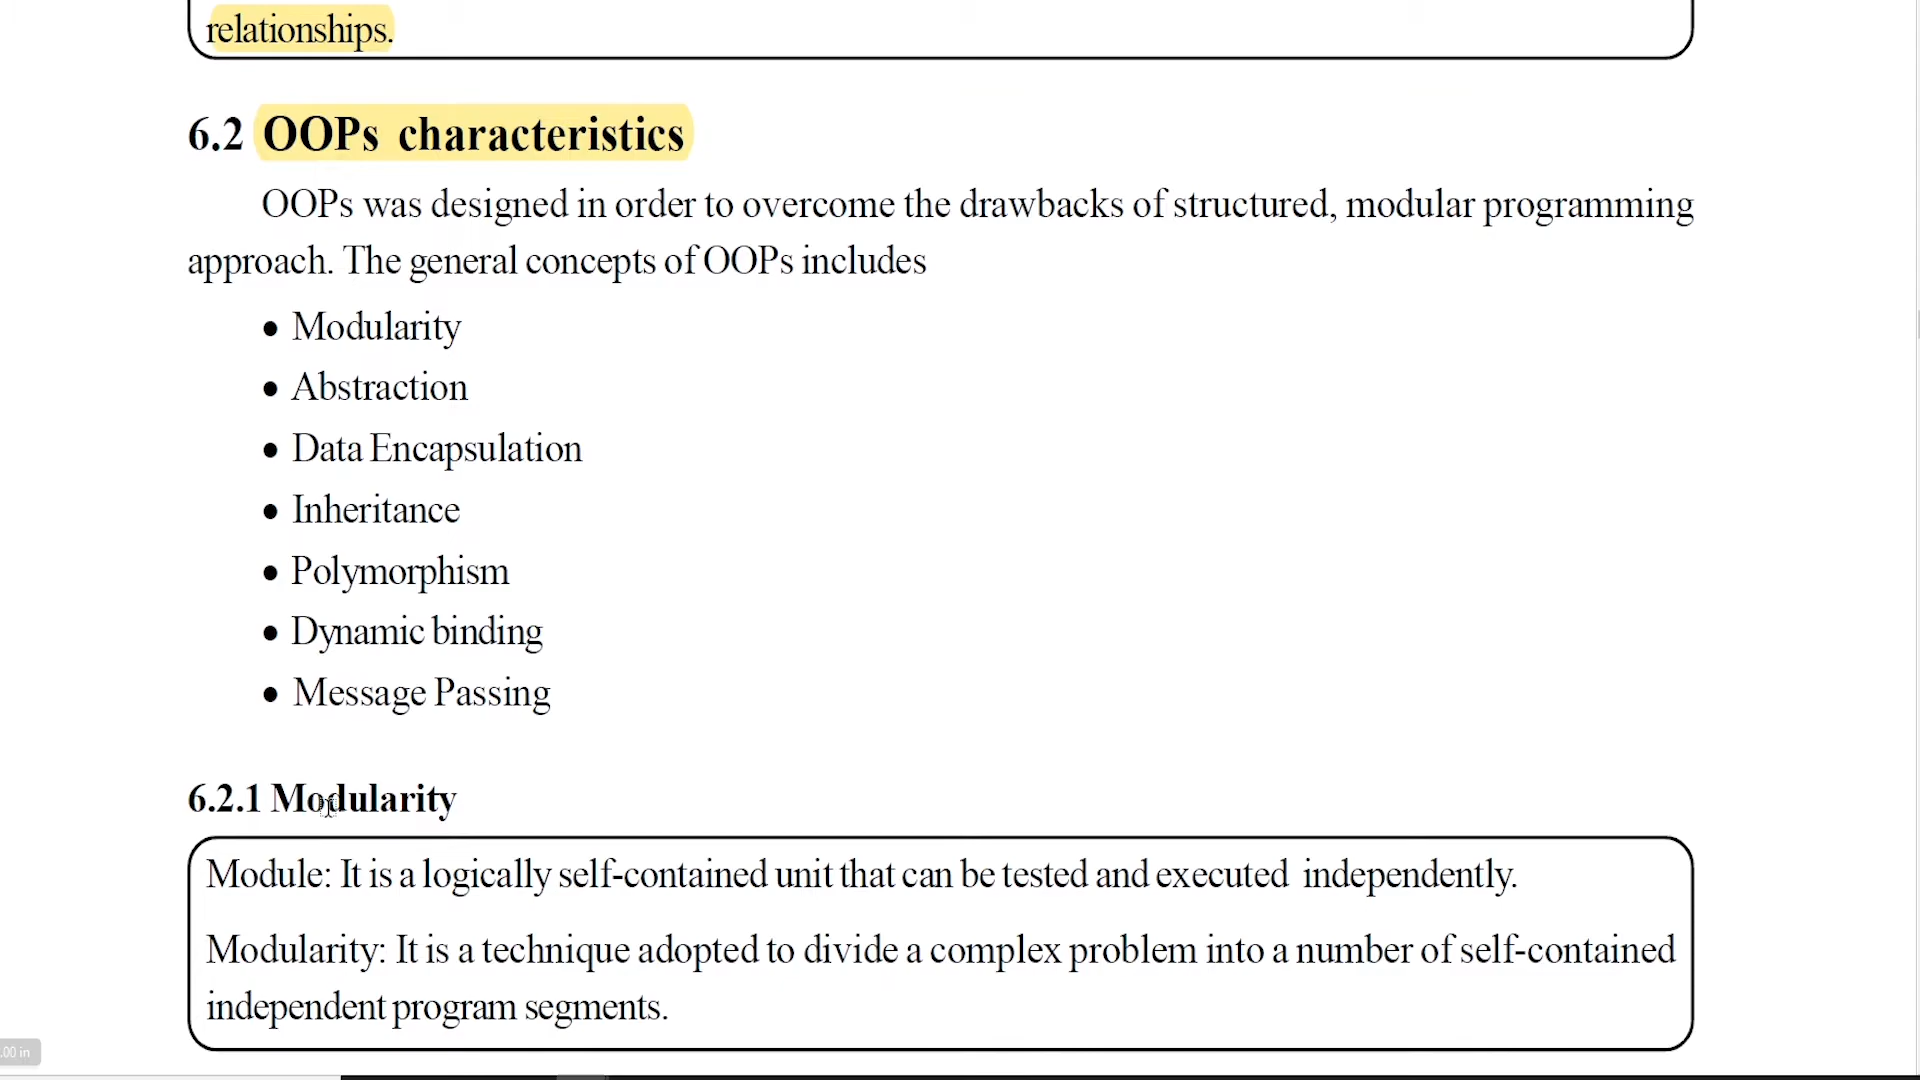 relationships.
6.2 OOPs characteristics
OOPs was designed in order to overcome the drawbacks of structured, modular programming
approach. The general concepts of OOPs includes
• Modularity
• Abstraction
• Data Encapsulation
• Inheritance
• Polymorphism
• Dynamic binding
• Message Passing
6.2.1 Modularity
Module: It is a logically self-contained unit that can be tested and executed independently.
Modularity: It is a technique adopted to divide a complex problem into a number of self-contained
independent program segments.
.00 in